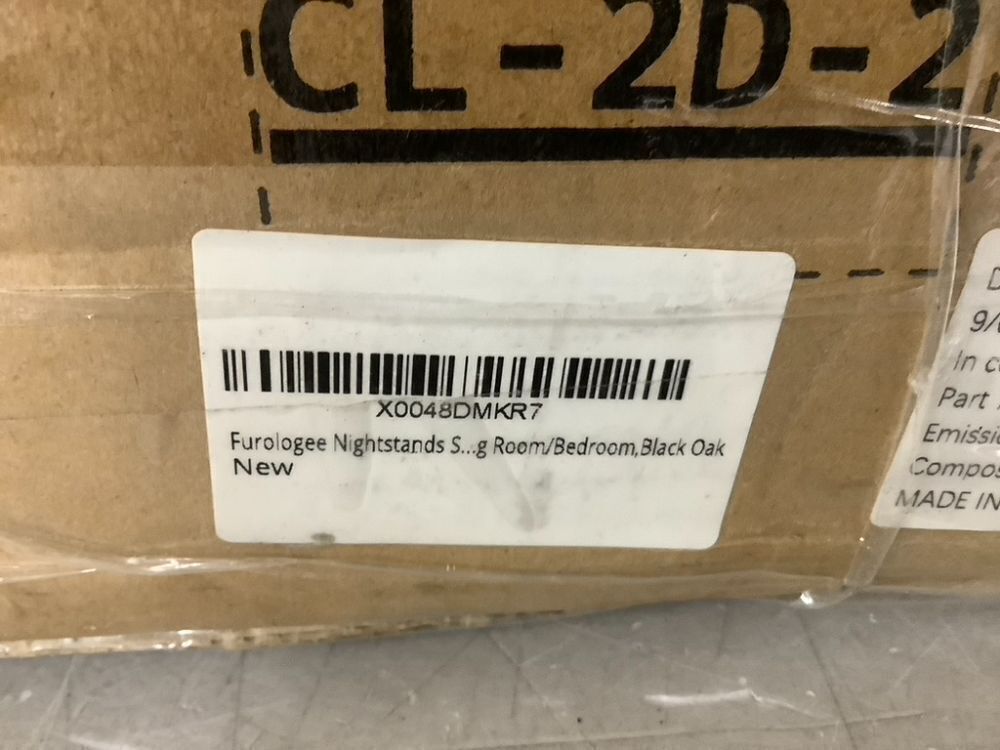 CL-2D-2
X0048DMKR7
Furologee Nightstands S...g Room/Bedroom,Black Oak
New
9/
In c
Part
Emissi
Compos
MADE IN